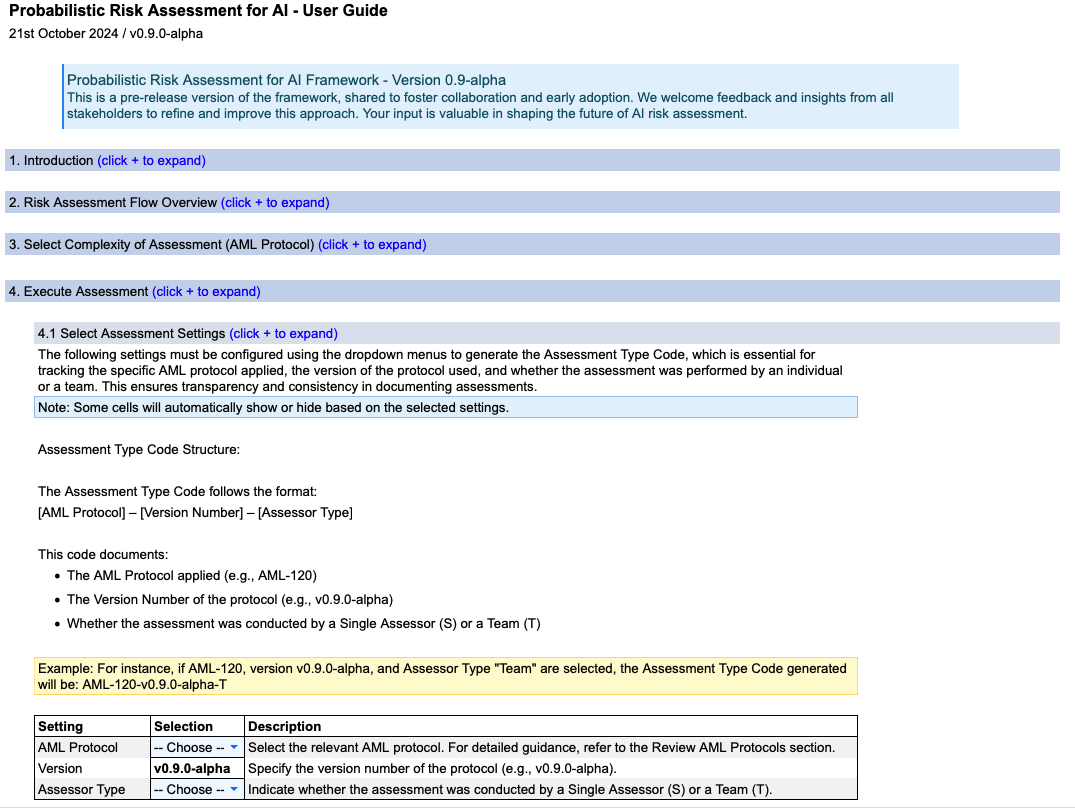 Probabilistic Risk Assessment for AI - User Guide
21st October 2024 / v0.9.0-alpha
Probabilistic Risk Assessment for AI Framework - Version 0.9-alpha
This is a pre-release version of the framework, shared to foster collaboration and early adoption. We welcome feedback and insights from all
stakeholders to refine and improve this approach. Your input is valuable in shaping the future of AI risk assessment.
1. Introduction (click + to expand)
2. Risk Assessment Flow Overview (click + to expand)
3. Select Complexity of Assessment (AML Protocol) (click + to expand)
4. Execute Assessment (click + to expand)
4.1 Select Assessment Settings (click + to expand)
The following settings must be configured using the dropdown menus to generate the Assessment Type Code, which is essential for
tracking the specific AML protocol applied, the version of the protocol used, and whether the assessment was performed by an individual
or a team. This ensures transparency and consistency in documenting assessments.
Note: Some cells will automatically show or hide based on the selected settings.
Assessment Type Code Structure:
The Assessment Type Code follows the format:
[AML Protocol] – [Version Number] – [Assessor Type]
This code documents:
• The AML Protocol applied (e.g., AML-120)
• The Version Number of the protocol (e.g., v0.9.0-alpha)
• Whether the assessment was conducted by a Single Assessor (S) or a Team (T)
Example: For instance, if AML-120, version v0.9.0-alpha, and Assessor Type "Team" are selected, the Assessment Type Code generated
will be: AML-120-v0.9.0-alpha-T
Setting Selection Description
AML Protocol -- Choose -- Select the relevant AML protocol. For detailed guidance, refer to the Review AML Protocols section.
Version v0.9.0-alpha Specify the version number of the protocol (e.g., v0.9.0-alpha).
Assessor Type -- Choose -- Indicate whether the assessment was conducted by a Single Assessor (S) or a Team (T).